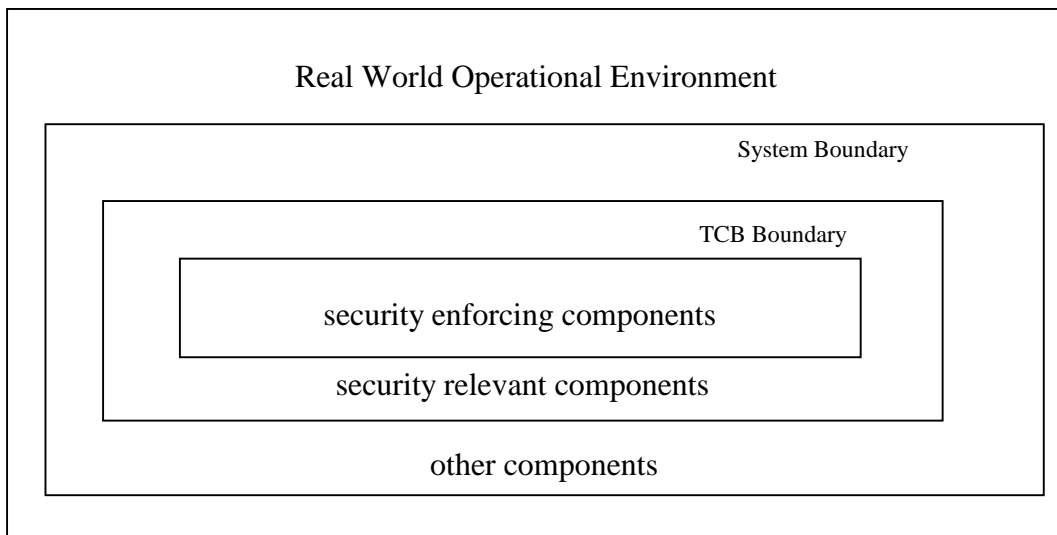 Real World Operational Environment
System Boundary
TCB Boundary
security enforcing components
security relevant components
other components